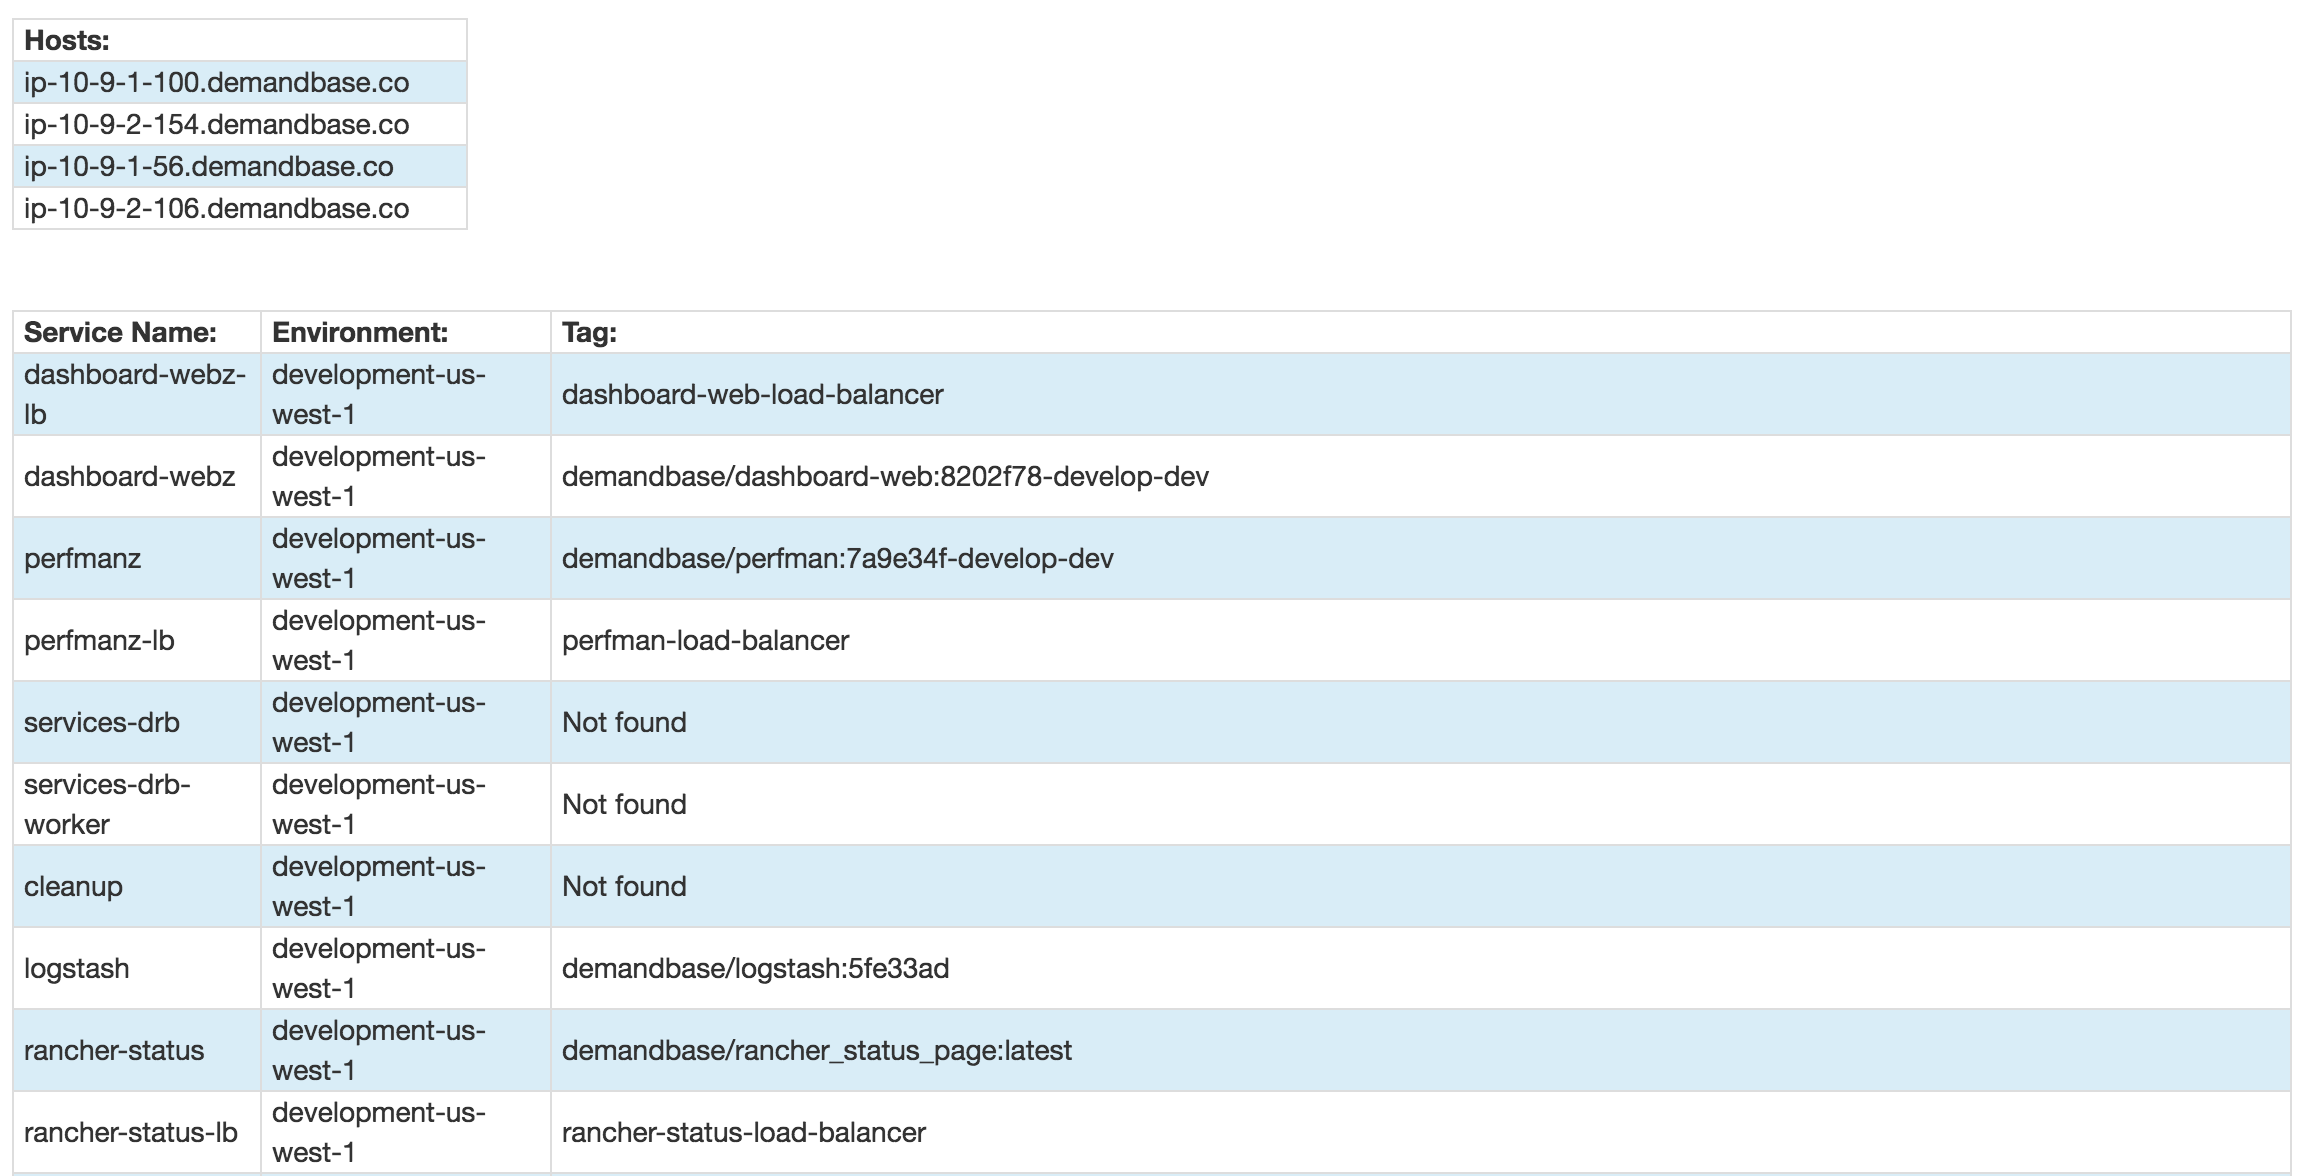 Hosts:
ip-10-9-1-100.demandbase.co
ip-10-9-2-154.demandbase.co
ip-10-9-1-56.demandbase.co
ip-10-9-2-106.demandbase.co
Service Name: Environment: Tag:
dashboard-webz-
lb
development-us-
west-1
dashboard-web-load-balancer
dashboard-webz
development-us-
west-1
demandbase/dashboard-web:8202f78-develop-dev
perfmanz
development-us-
west-1
demandbase/perfman:7a9e34f-develop-dev
perfmanz-lb
development-us-
west-1
perfman-load-balancer
services-drb
development-us-
west-1
Not found
services-drb-
worker
development-us-
west-1
Not found
cleanup
development-us-
west-1
Not found
logstash
development-us-
west-1
demandbase/logstash:5fe33ad
rancher-status
development-us-
west-1
demandbase/rancher_status_page:latest
rancher-status-lb
development-us-
west-1
rancher-status-load-balancer